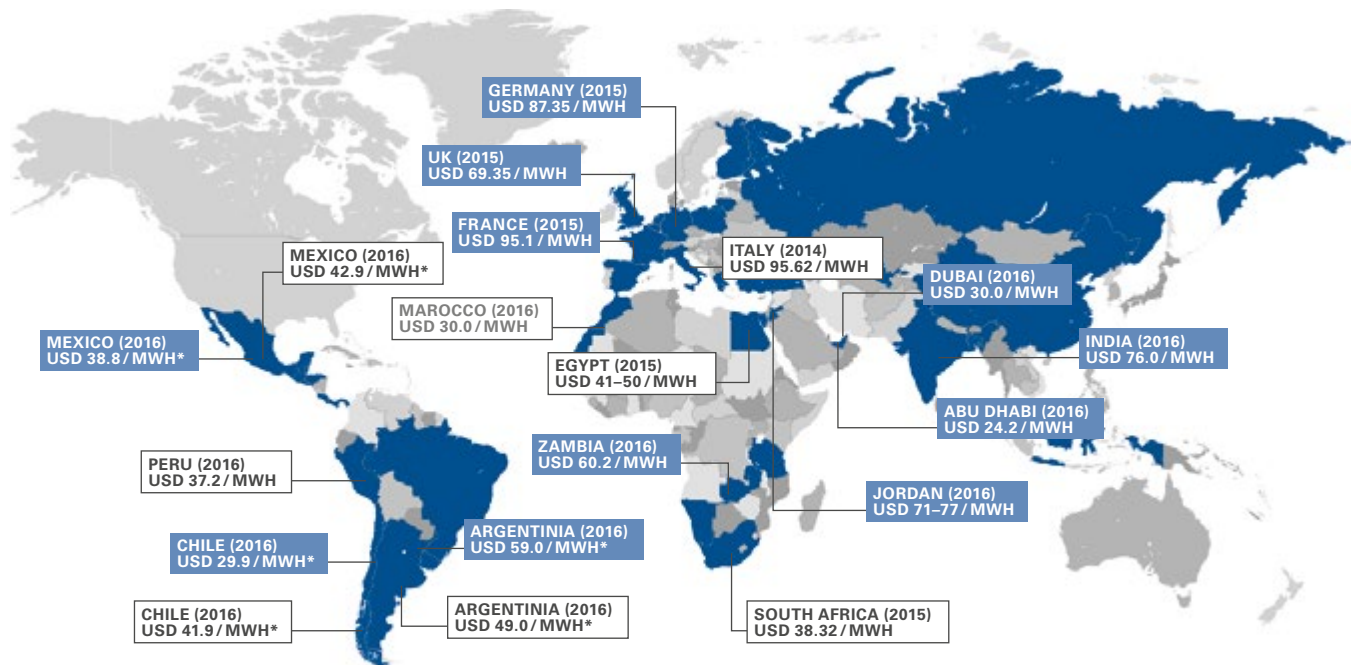 GERMANY (2015)
USD 87.35 / MWH
UK (2015)
USD 69.35 / MWH
FRANCE (2015)
USD 95.1 / MWH
MEXICO (2016)
USD 42.9 / MWH*
ITALY (2014)
USD 95.62 / MWH
DUBAI (2016)
USD 30.0 / MWH
MAROCCO (2016)
USD 30.0 / MWH
MEXICO (2016)
USD 38.8 / MWH*
INDIA (2016)
USD 76.0 / MWH
EGYPT (2015)
USD 41–50 / MWH
ABU DHABI (2016)
USD 24.2 / MWH
ZAMBIA (2016)
USD 60.2 / MWH
PERU (2016)
USD 37.2 / MWH
JORDAN (2016)
USD 71–77 / MWH
ARGENTINIA (2016)
USD 59.0 / MWH*
CHILE (2016)
USD 29.9 / MWH*
CHILE (2016)
USD 41.9 / MWH*
ARGENTINIA (2016)
USD 49.0 / MWH*
SOUTH AFRICA (2015)
USD 38.32 / MWH